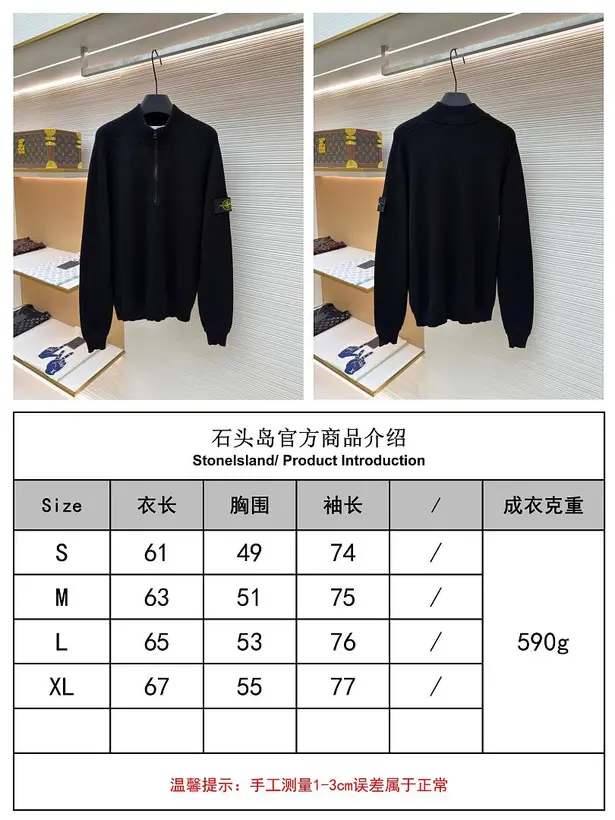 石头岛官方商品介绍
StoneIsland/ Product Introduction
Size 衣长 胸围 袖长 / 成衣克重
S 61 49 74 /
M 63 51 75 /
L 65 53 76 /
XL 67 55 77 /
590g
温馨提示：手工测量1-3cm误差属于正常